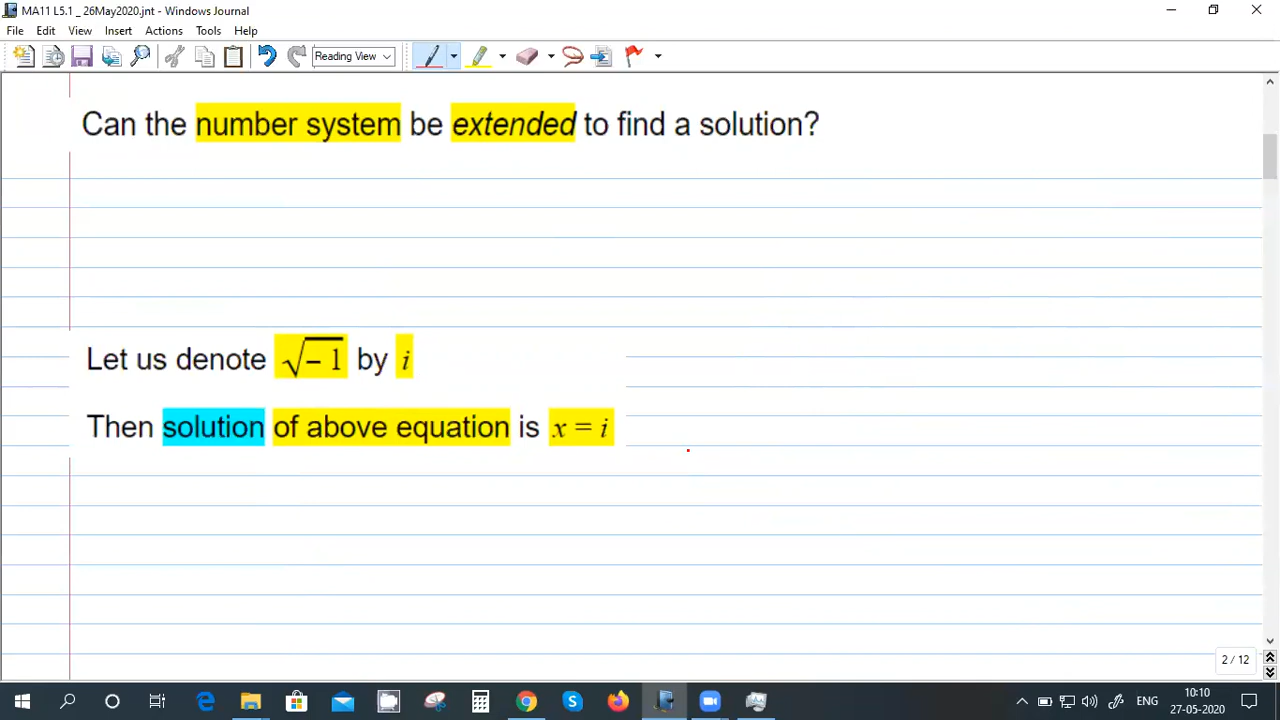 MA11 L5.1 _ 26May2020.jnt - Windows Journal
File Edit View Insert Actions Tools Help
Reading View
Can the number system be extended to find a solution?
Let us denote √-1 by i
Then solution of above equation is x = i
2 / 12
ENG
10:10
27-05-2020